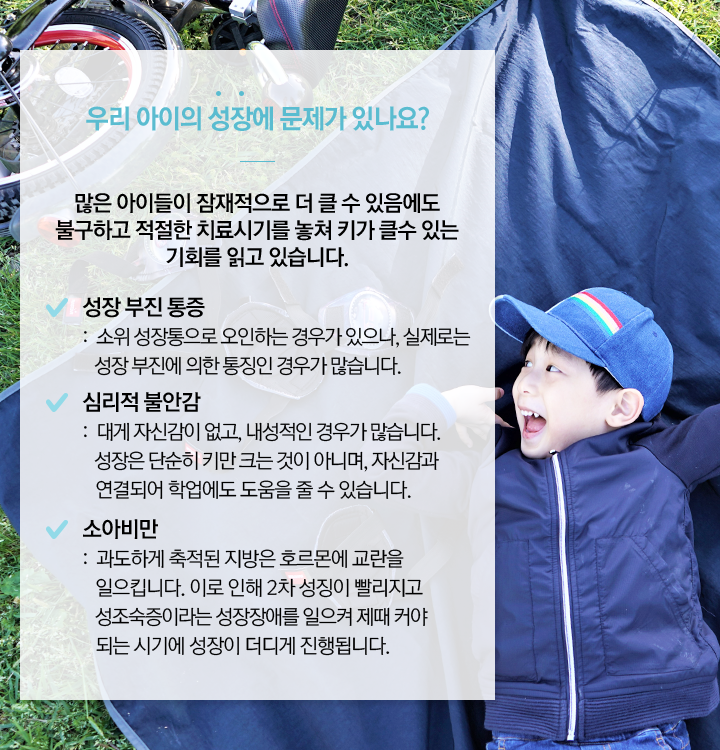 우리 아이의 성장에 문제가 있나요?
많은 아이들이 잠재적으로 더 클 수 있음에도
불구하고 적절한 치료시기를 놓쳐 키가 클수 있는
기회를 읽고 있습니다.
성장 부진 통증
: 소위 성장통으로 오인하는 경우가 있으나, 실제로는
성장 부진에 의한 통징인 경우가 많습니다.
심리적 불안감
: 대게 자신감이 없고, 내성적인 경우가 많습니다.
성장은 단순히 키만 크는 것이 아니며, 자신감과
연결되어 학업에도 도움을 줄 수 있습니다.
소아비만
: 과도하게 축적된 지방은 호르몬에 교란을
일으킵니다. 이로 인해 2차 성징이 빨리지고
성조숙증이라는 성장장애를 일으켜 제때 커야
되는 시기에 성장이 더디게 진행됩니다.